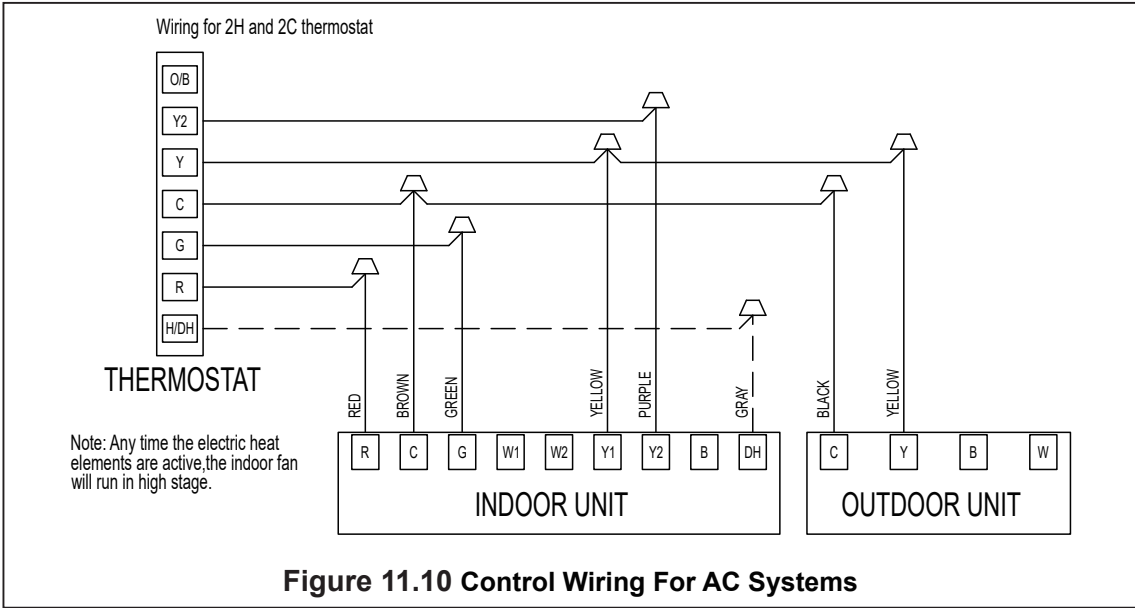 Wiring for 2H and 2C thermostat
O/B
Y2
Y
C
G
R
H/DH
THERMOSTAT
Note: Any time the electric heat
elements are active,the indoor fan
will run in high stage.
RED
BROWN
GREEN
YELLOW
PURPLE
GRAY
BLACK
YELLOW
R C G W1 W2 Y1 Y2 B DH
INDOOR UNIT
C Y B W
OUTDOOR UNIT
Figure 11.10 Control Wiring For AC Systems